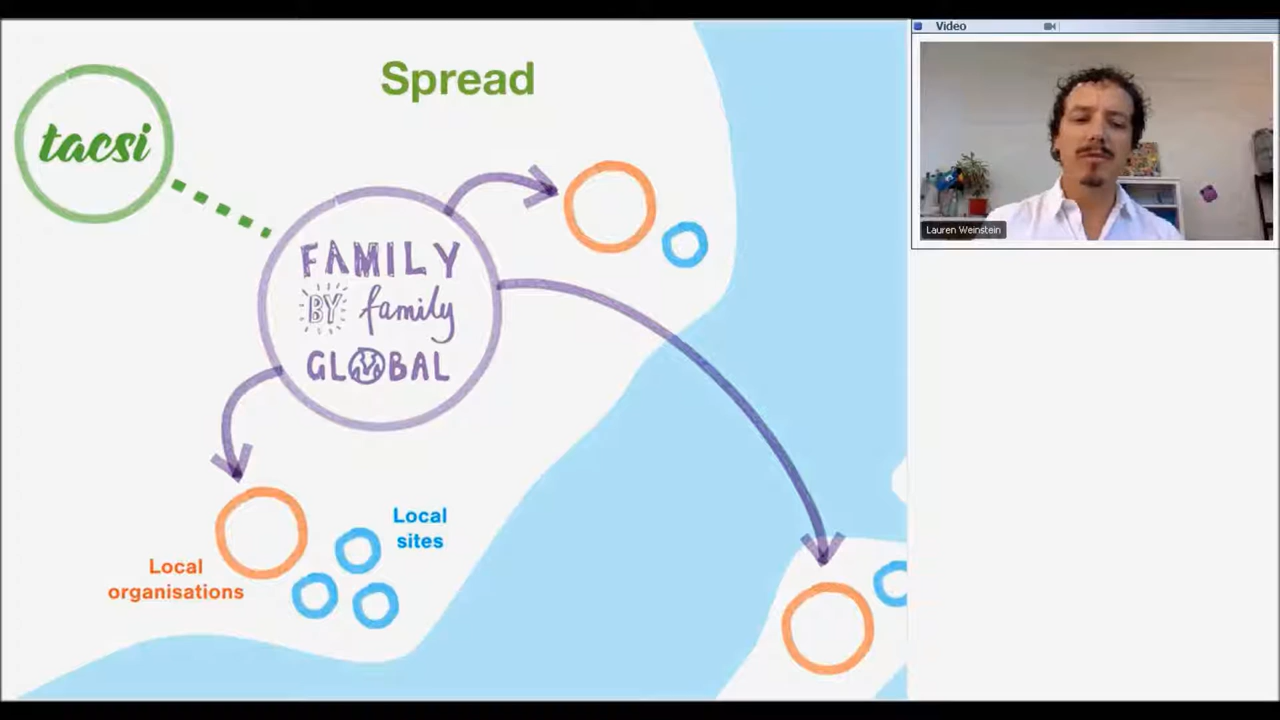 Spread
tacsi
FAMILY
BY family
GLOBAL
Local
sites
Local
organisations
Video
Lauren Weinstein